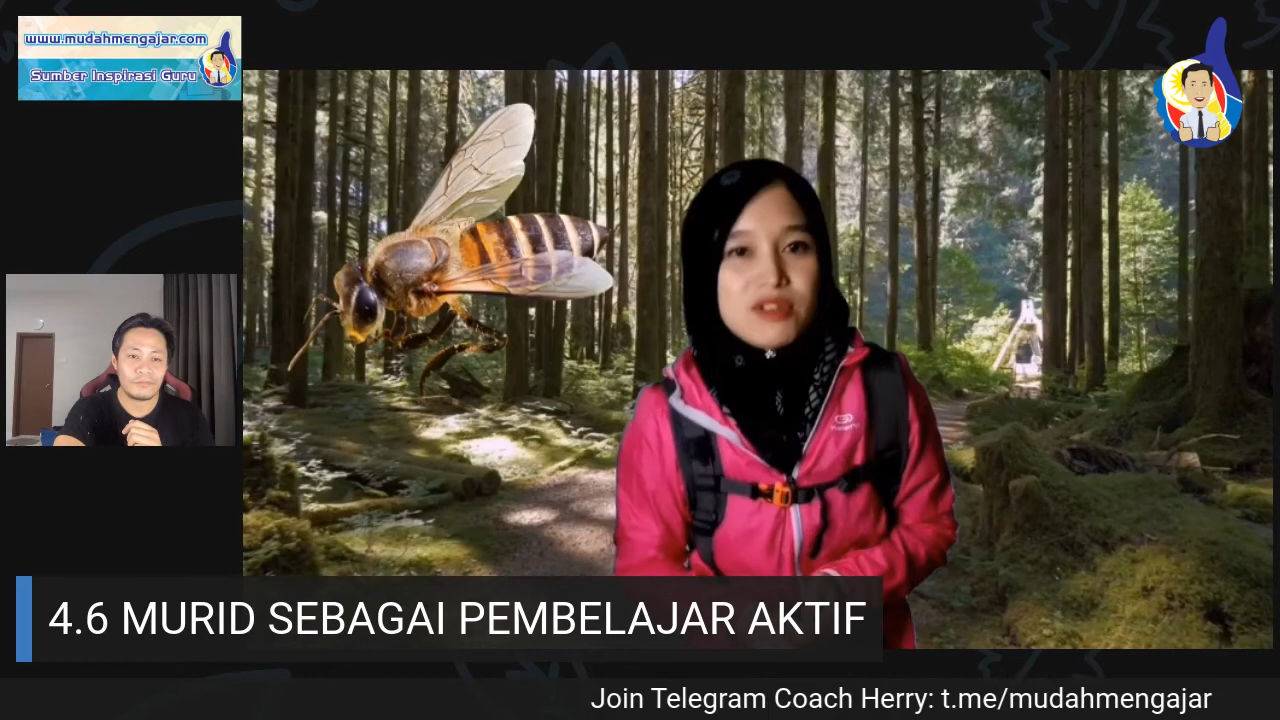 www.mudahmengajar.com
Sumber Inspirasi Guru
4.6 MURID SEBAGAI PEMBELAJAR AKTIF
Join Telegram Coach Herry: t.me/mudahmengajar